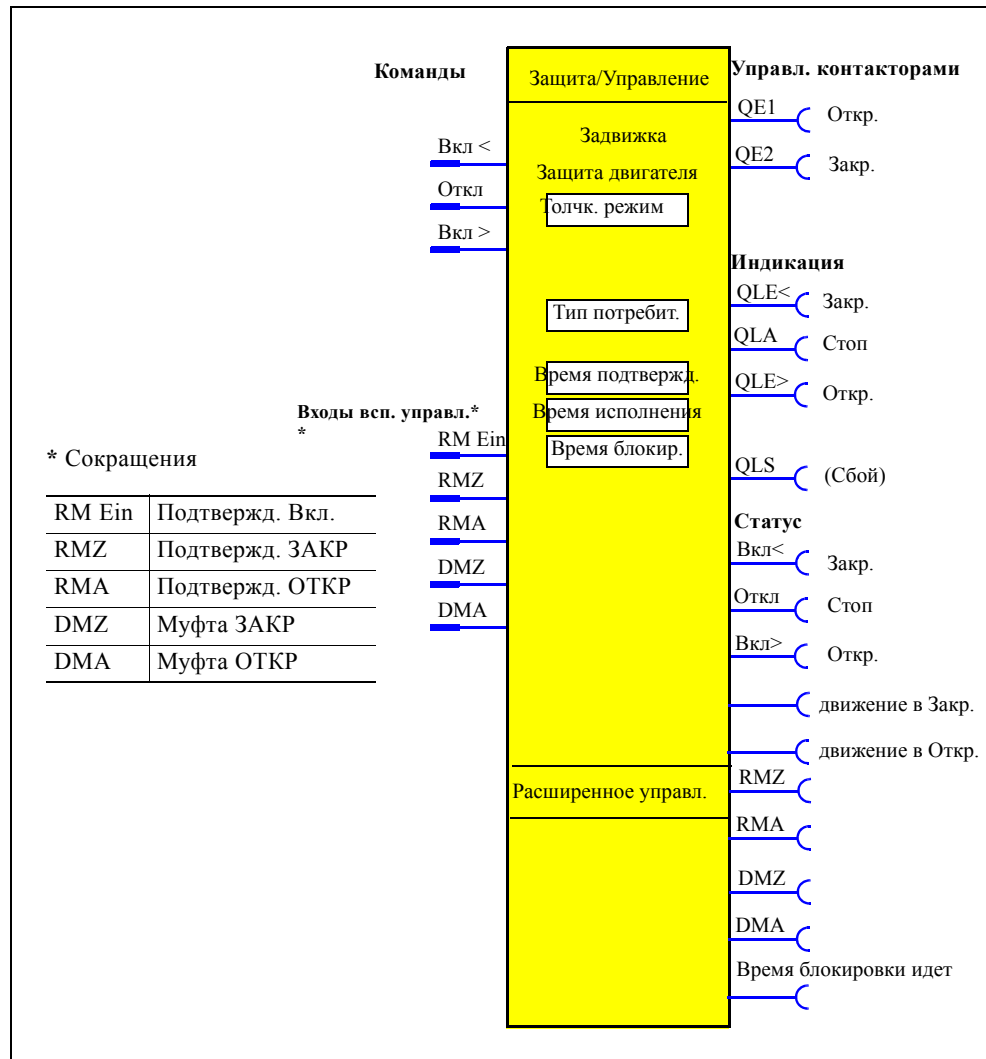 Команды
Вкл <
Откл
Вкл >
Входы всп. управл.*
*
RM Ein
RMZ
RMA
DMZ
DMA
* Сокращения
RM Ein Подтвержд. Вкл.
RMZ Подтвержд. ЗАКР
RMA Подтвержд. ОТКР
DMZ Муфта ЗАКР
DMA Муфта ОТКР
Защита/Управление
Задвижка
Защита двигателя
Толчк. режим
Тип потребит.
Время подтвержд.
Время исполнения
Время блокир.
Расширенное управл.
Управл. контакторами
QE1 Откр.
QE2 Закр.
Индикация
QLE< Закр.
QLA Стоп
QLE> Откр.
QLS (Сбой)
Статус
Вкл< Закр.
Откл Стоп
Вкл> Откр.
движение в Закр.
движение в Откр.
RMZ
RMA
DMZ
DMA
Время блокировки идет